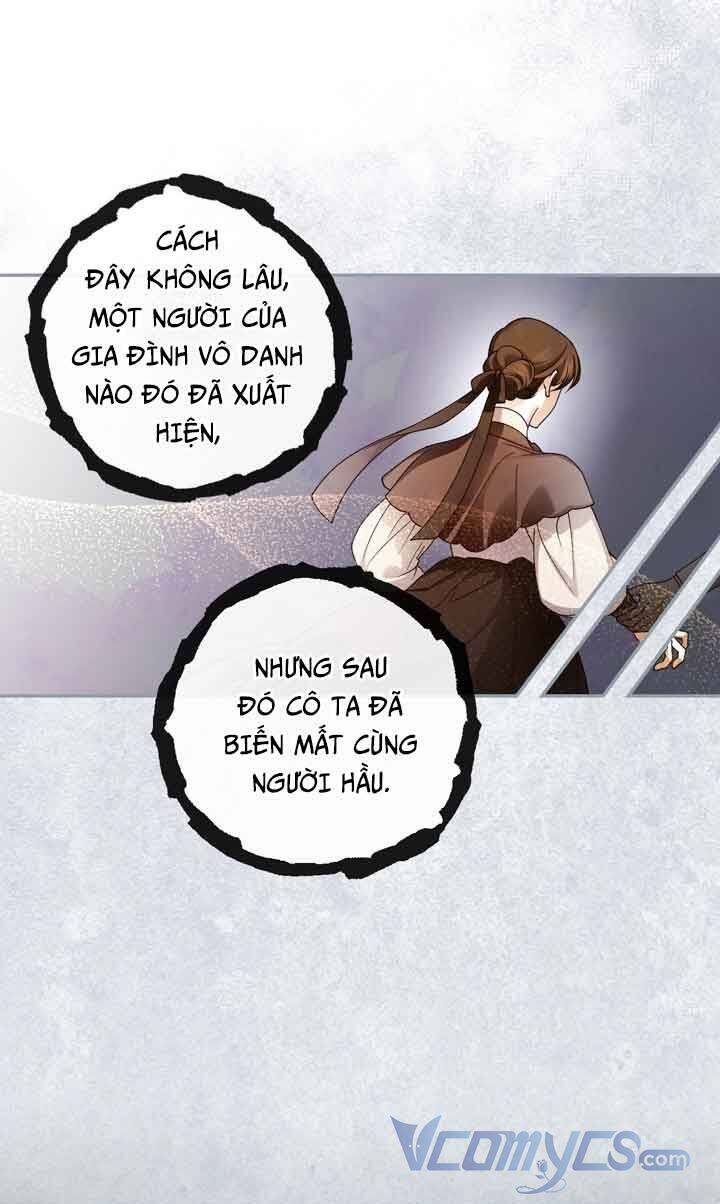 CÁCH
ĐÂY KHÔNG LÂU,
MỘT NGƯỜI CỦA
GIA ĐÌNH VÔ DANH
NÀO ĐÓ ĐÃ XUẤT
HIỆN,
NHƯNG SAU
ĐÓ CÔ TA ĐÃ
BIẾN MẤT CÙNG
NGƯỜI HẦU.
VCOMYCS.com